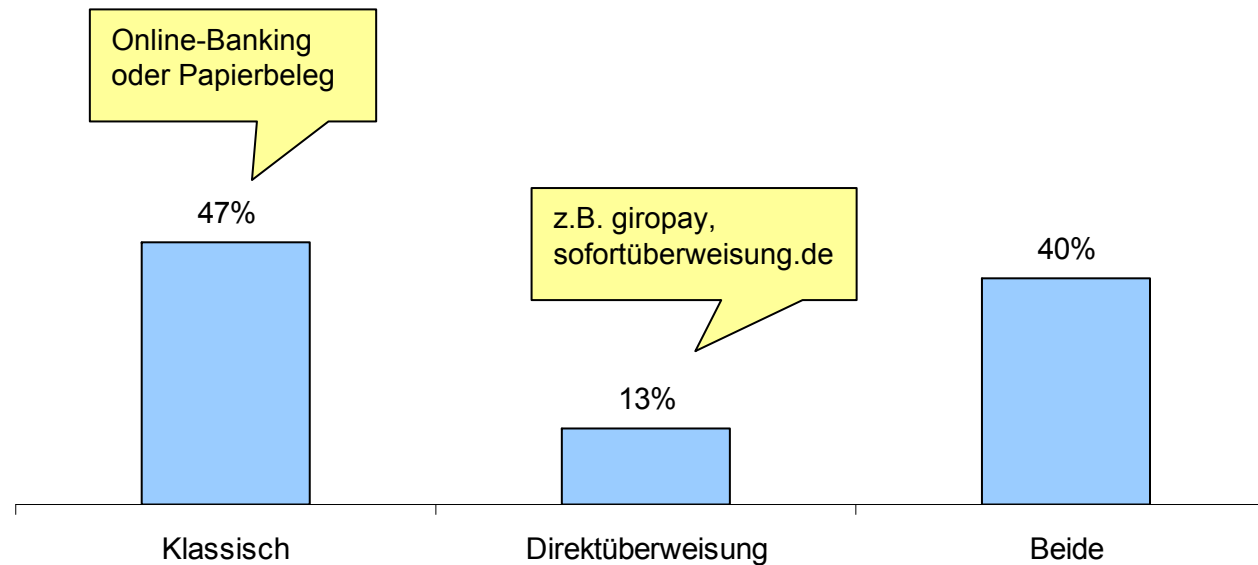 Online-Banking
oder Papierbeleg
47%
z.B. giropay,
sofortüberweisung.de
13%
40%
Klassisch
Direktüberweisung
Beide